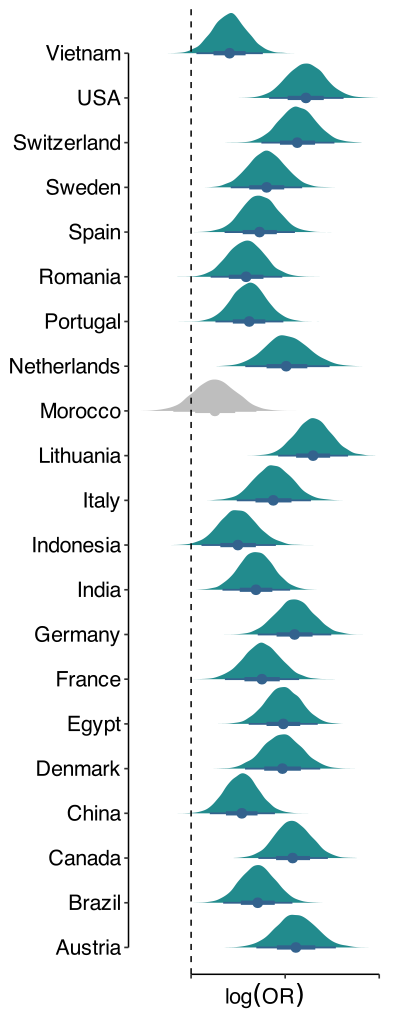 Vietnam
USA
Switzerland
Sweden
Spain
Romania
Portugal
Netherlands
Morocco
Lithuania
Italy
Indonesia
India
Germany
France
Egypt
Denmark
China
Canada
Brazil
Austria
log(OR)